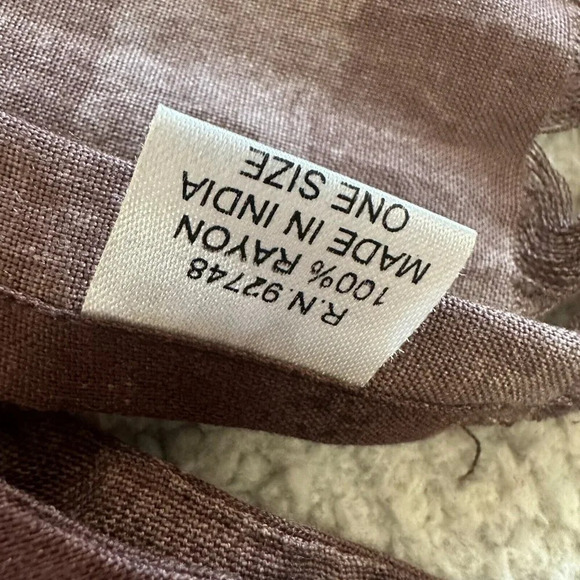 R.N.92748
100% RAYON
MADE IN INDIA
ONE SIZE